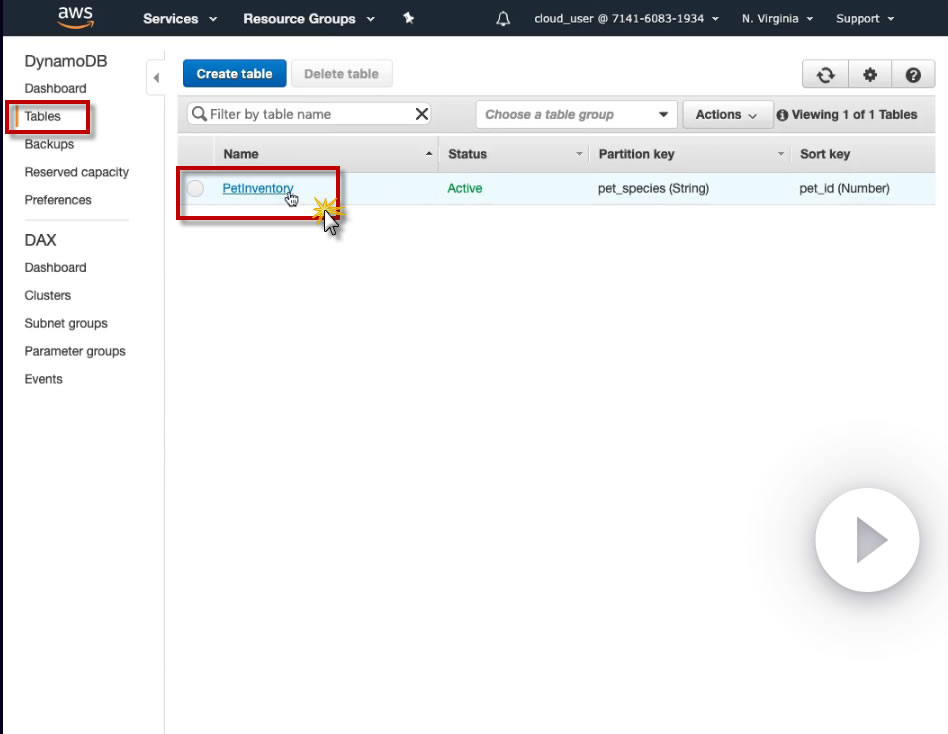 aws Services Resource Groups cloud_user @ 7141-6083-1934 N. Virginia Support
DynamoDB
Dashboard
Tables
Backups
Reserved capacity
Preferences
DAX
Dashboard
Clusters
Subnet groups
Parameter groups
Events
Create table Delete table
Filter by table name Choose a table group Actions Viewing 1 of 1 Tables
Name Status Partition key Sort key
PetInventory Active pet_species (String) pet_id (Number)